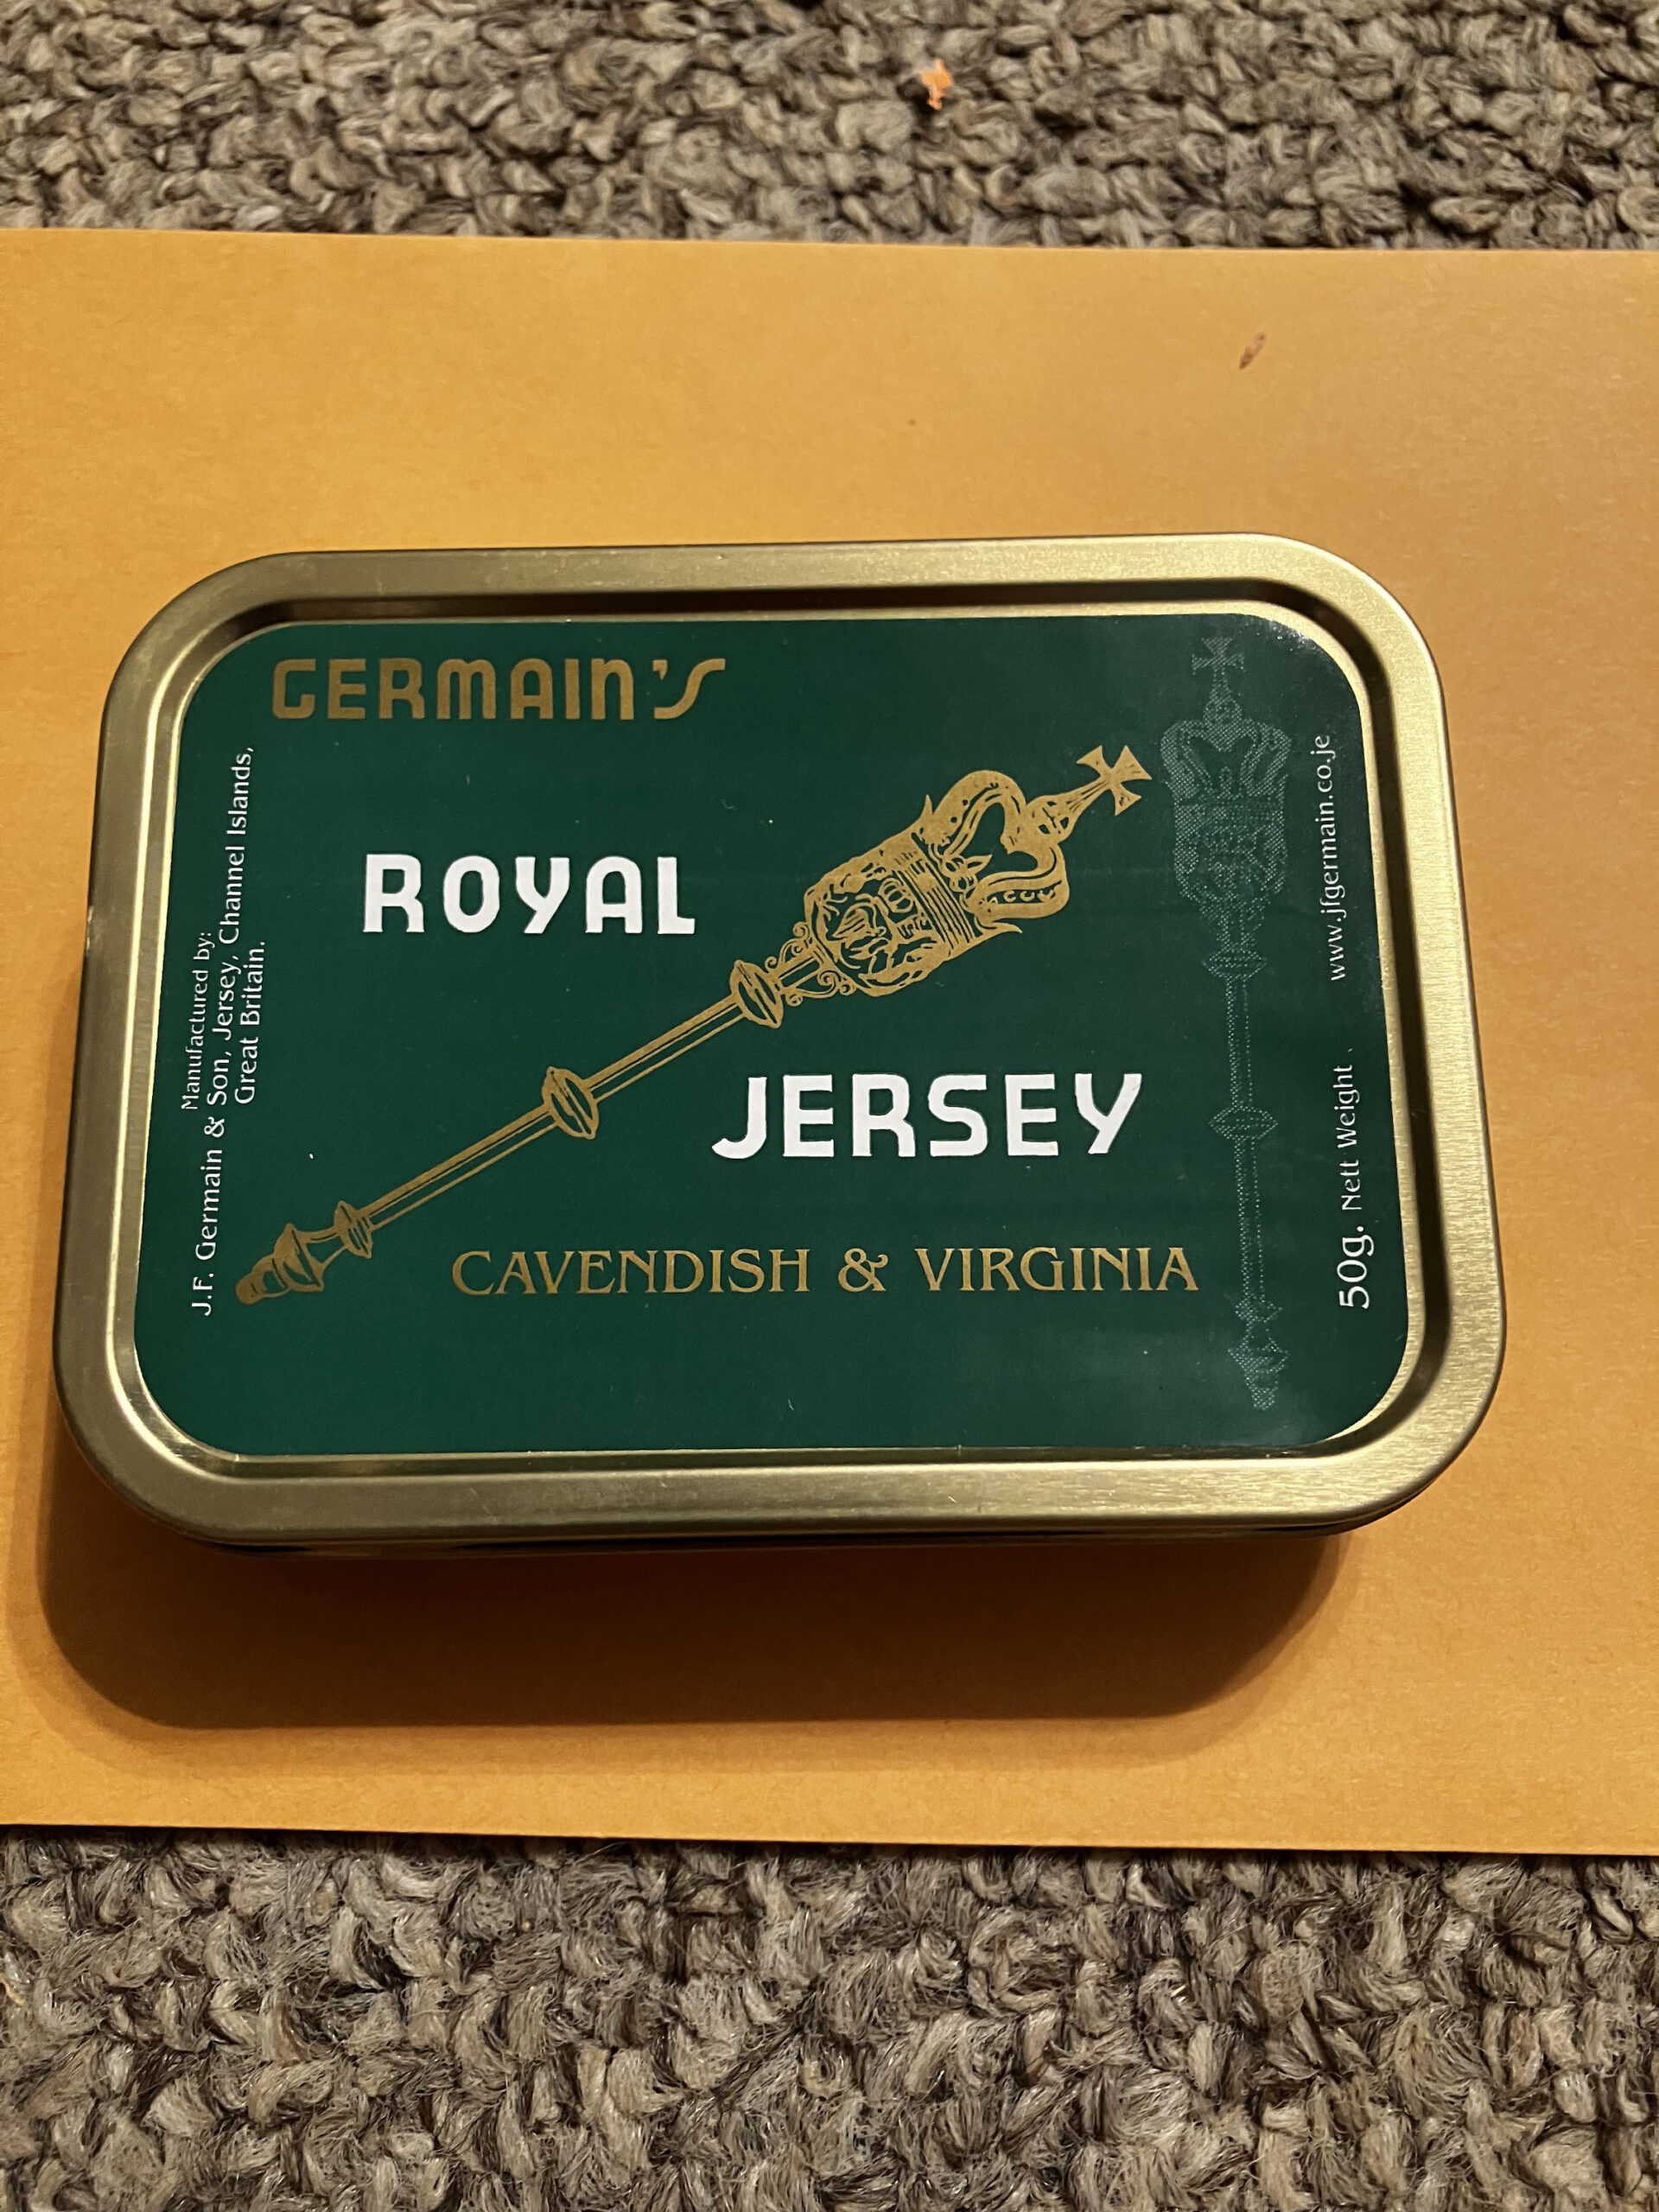 GERMAIN'S
ROYAL
JERSEY
CAVENDISH & VIRGINIA
Manufactured by:
J.F. Germain & Son, Jersey, Channel Islands,
Great Britain.
50g. Nett Weight
www.jfgermain.co.je